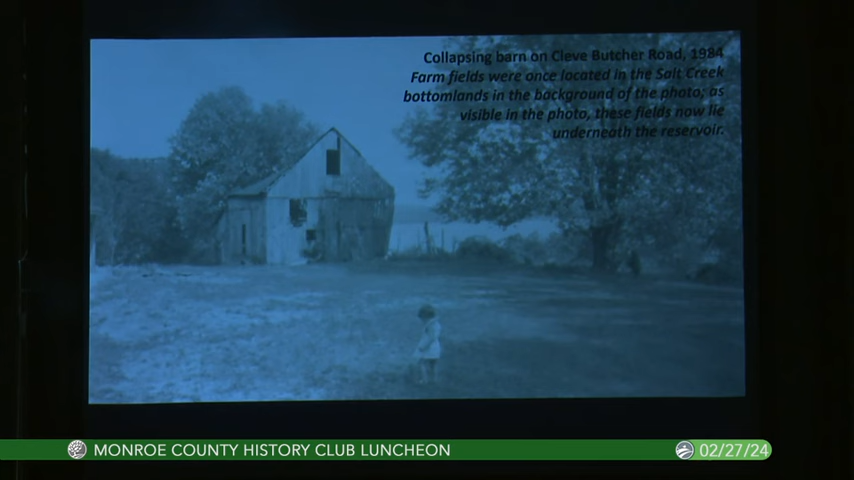 Collapsing barn on Cleve Butcher Road, 1984
Farm fields were once located in the Salt Creek
bottomlands in the background of the photo; as
visible in the photo, these fields now lie
underneath the reservoir.
MONROE COUNTY HISTORY CLUB LUNCHEON
02/27/24